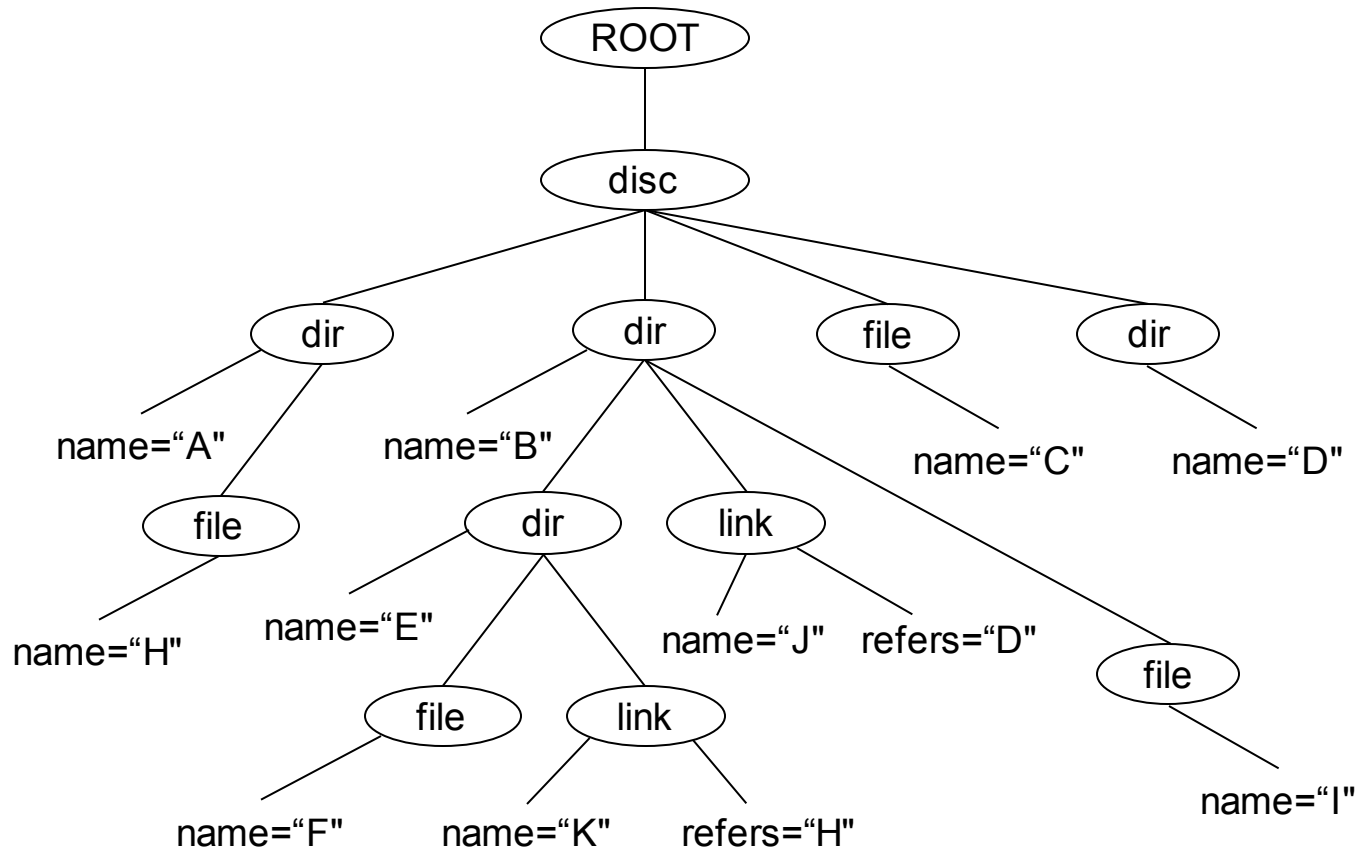 ROOT
disc
dir
dir
file
dir
name=“A"
name=“B"
name=“C"
name=“D"
file
dir
link
name=“H"
name=“E"
name=“J"
refers=“D"
file
file
link
name=“I"
name=“F"
name=“K"
refers=“H"